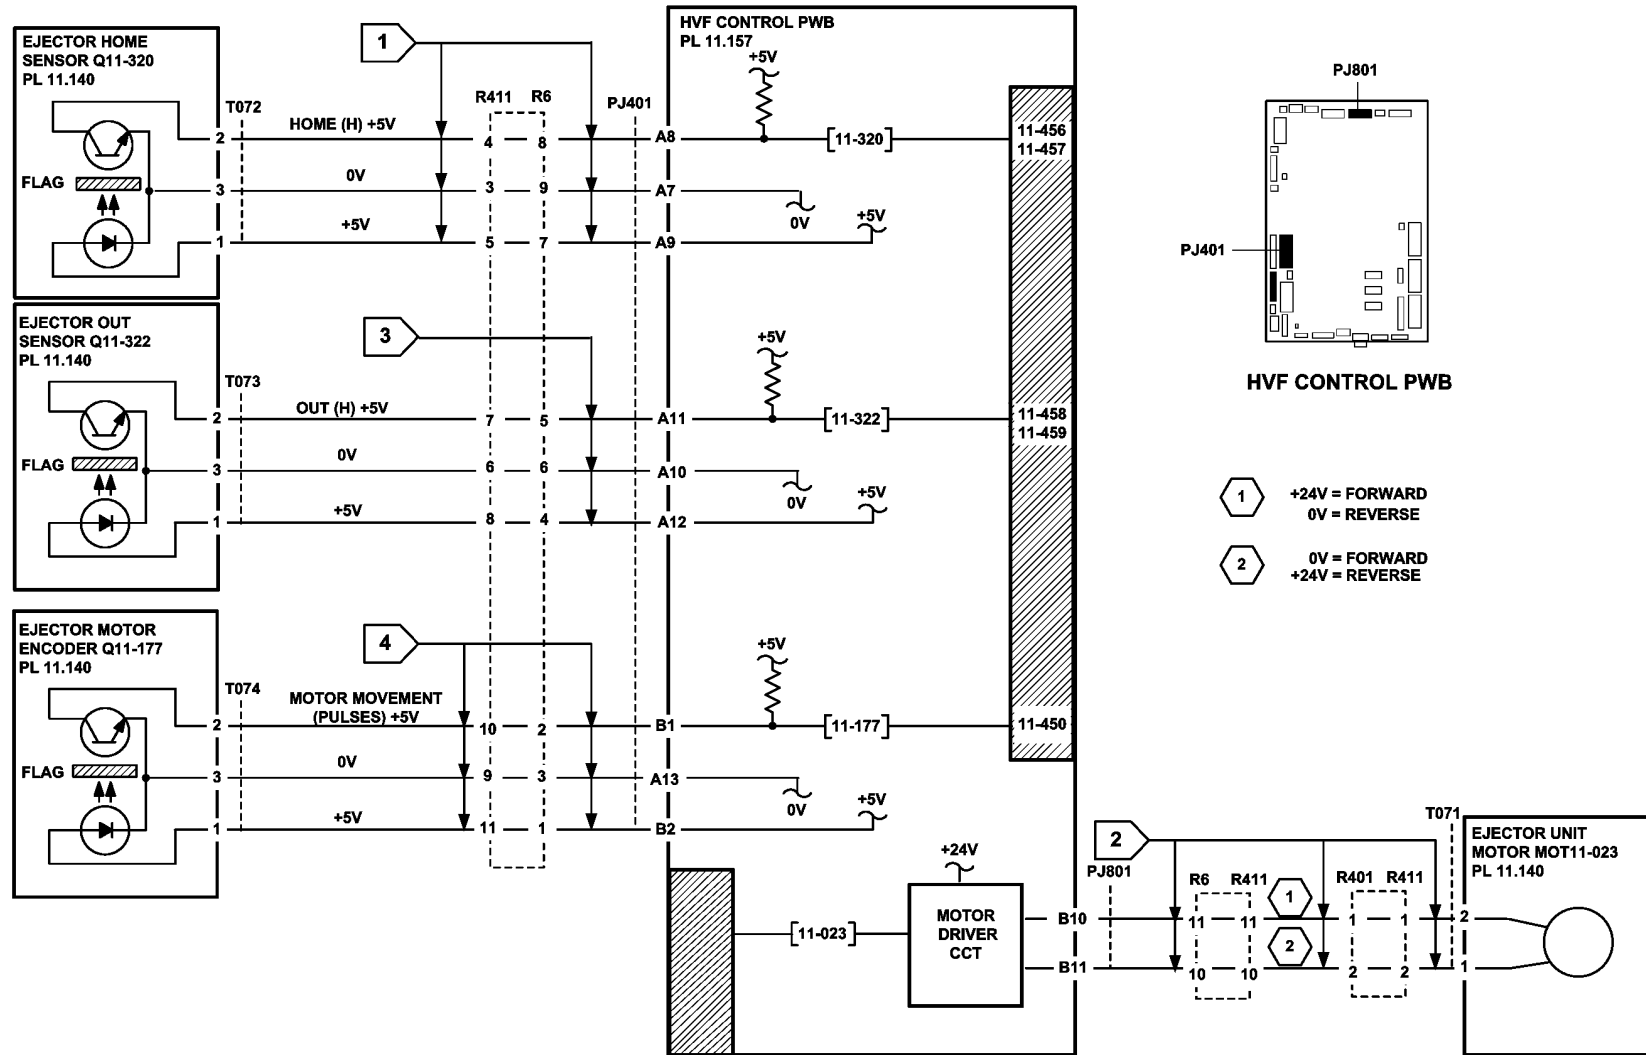 EJECTOR HOME
SENSOR Q11-320
PL 11.140
FLAG
2
3
1
T072
HOME (H) +5V
0V
+5V
1
R411
R6
4
8
3
9
5
7
PJ401
A8
A7
A9
HVF CONTROL PWB
PL 11.157
+5V
[11-320]
0V
+5V
11-456
11-457
EJECTOR OUT
SENSOR Q11-322
PL 11.140
FLAG
2
3
1
T073
OUT (H) +5V
0V
+5V
3
7
5
6
6
8
4
A11
A10
A12
+5V
[11-322]
0V
+5V
11-458
11-459
EJECTOR MOTOR
ENCODER Q11-177
PL 11.140
FLAG
2
3
1
T074
MOTOR MOVEMENT
(PULSES) +5V
0V
+5V
4
10
2
9
3
11
1
B1
A13
B2
+5V
[11-177]
0V
+5V
11-450
[11-023]
+24V
MOTOR
DRIVER
CCT
B10
B11
PJ801
2
R6
R411
11
11
10
10
1
2
R401
R411
1
1
2
2
T071
2
1
EJECTOR UNIT
MOTOR MOT11-023
PL 11.140
PJ801
PJ401
HVF CONTROL PWB
1
+24V = FORWARD
0V = REVERSE
2
0V = FORWARD
+24V = REVERSE